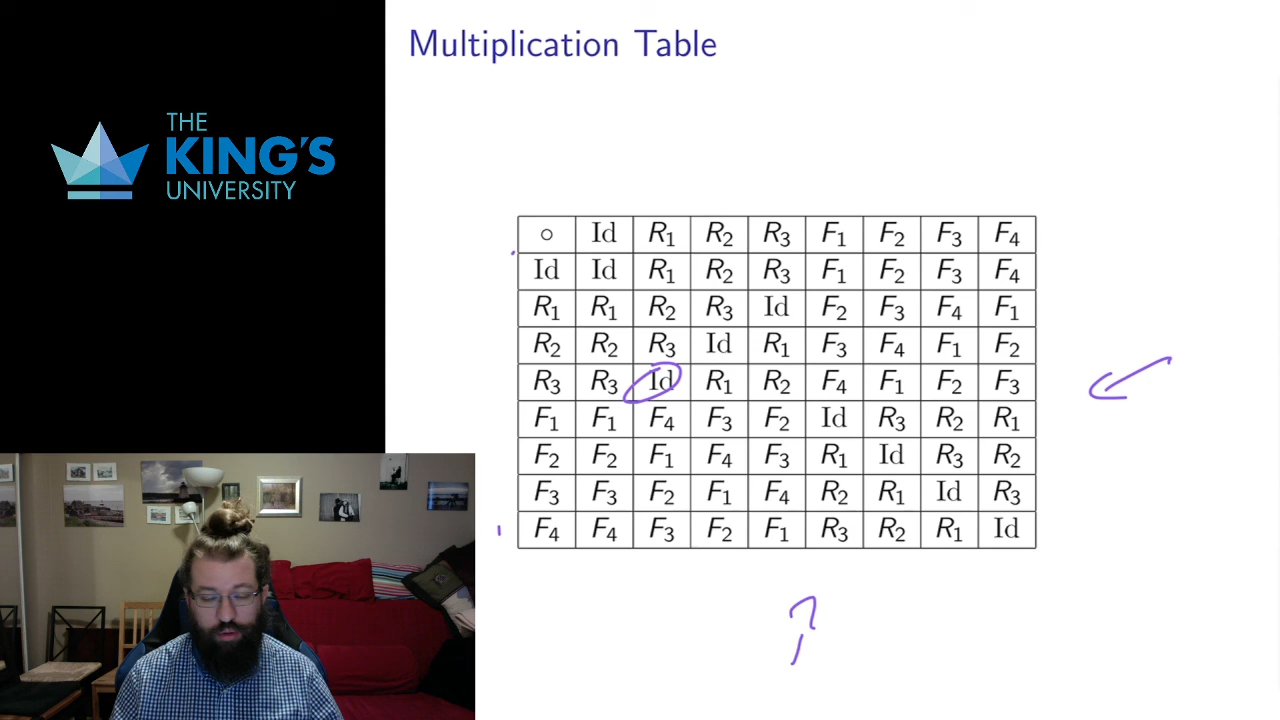 THE
KING'S
UNIVERSITY
Multiplication Table
∘ Id R₁ R₂ R₃ F₁ F₂ F₃ F₄
Id Id R₁ R₂ R₃ F₁ F₂ F₃ F₄
R₁ R₁ R₂ R₃ Id F₂ F₃ F₄ F₁
R₂ R₂ R₃ Id R₁ F₃ F₄ F₁ F₂
R₃ R₃ Id R₁ R₂ F₄ F₁ F₂ F₃
F₁ F₁ F₄ F₃ F₂ Id R₃ R₂ R₁
F₂ F₂ F₁ F₄ F₃ R₁ Id R₃ R₂
F₃ F₃ F₂ F₁ F₄ R₂ R₁ Id R₃
F₄ F₄ F₃ F₂ F₁ R₃ R₂ R₁ Id
?